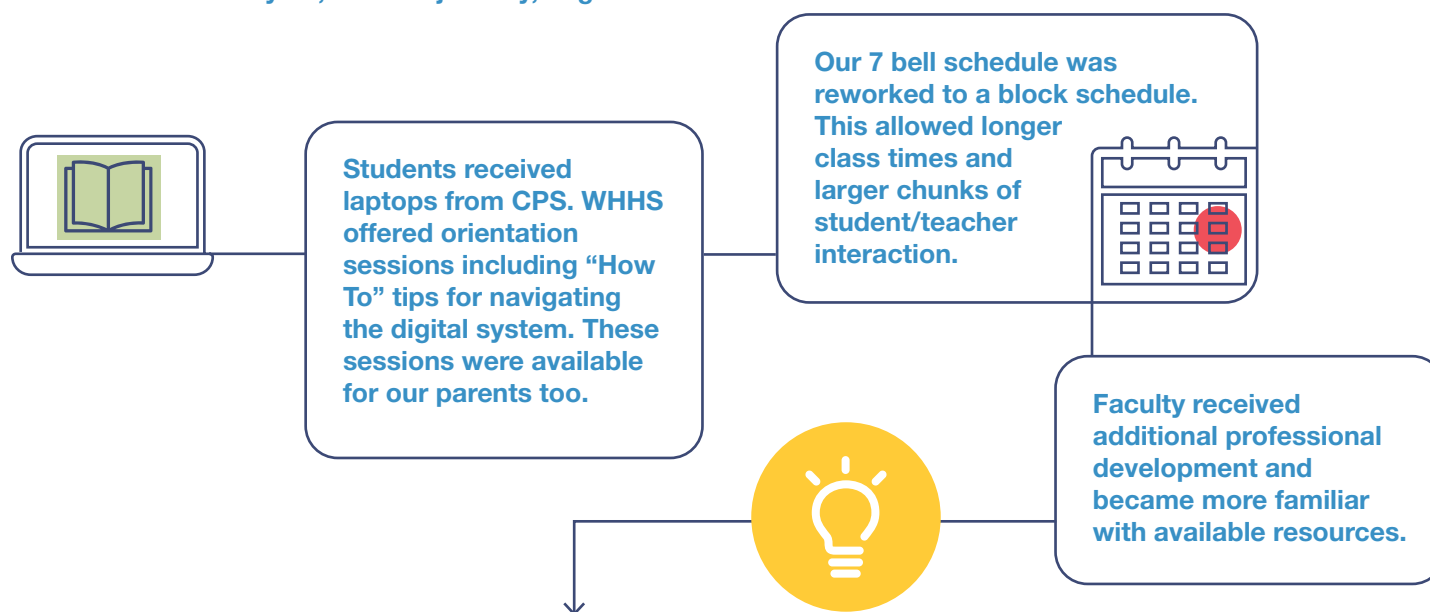 Students received
laptops from CPS. WHHS
offered orientation
sessions including “How
To” tips for navigating
the digital system. These
sessions were available
for our parents too.
Our 7 bell schedule was
reworked to a block schedule.
This allowed longer
class times and
larger chunks of
student/teacher
interaction.
Faculty received
additional professional
development and
became more familiar
with available resources.